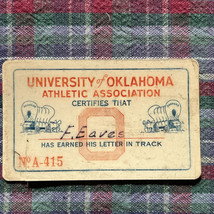 UNIVERSITY of OKLAHOMA
ATHLETIC ASSOCIATION
CERTIFIES THAT
F. Eaves
HAS EARNED HIS LETTER IN TRACK
No A-415